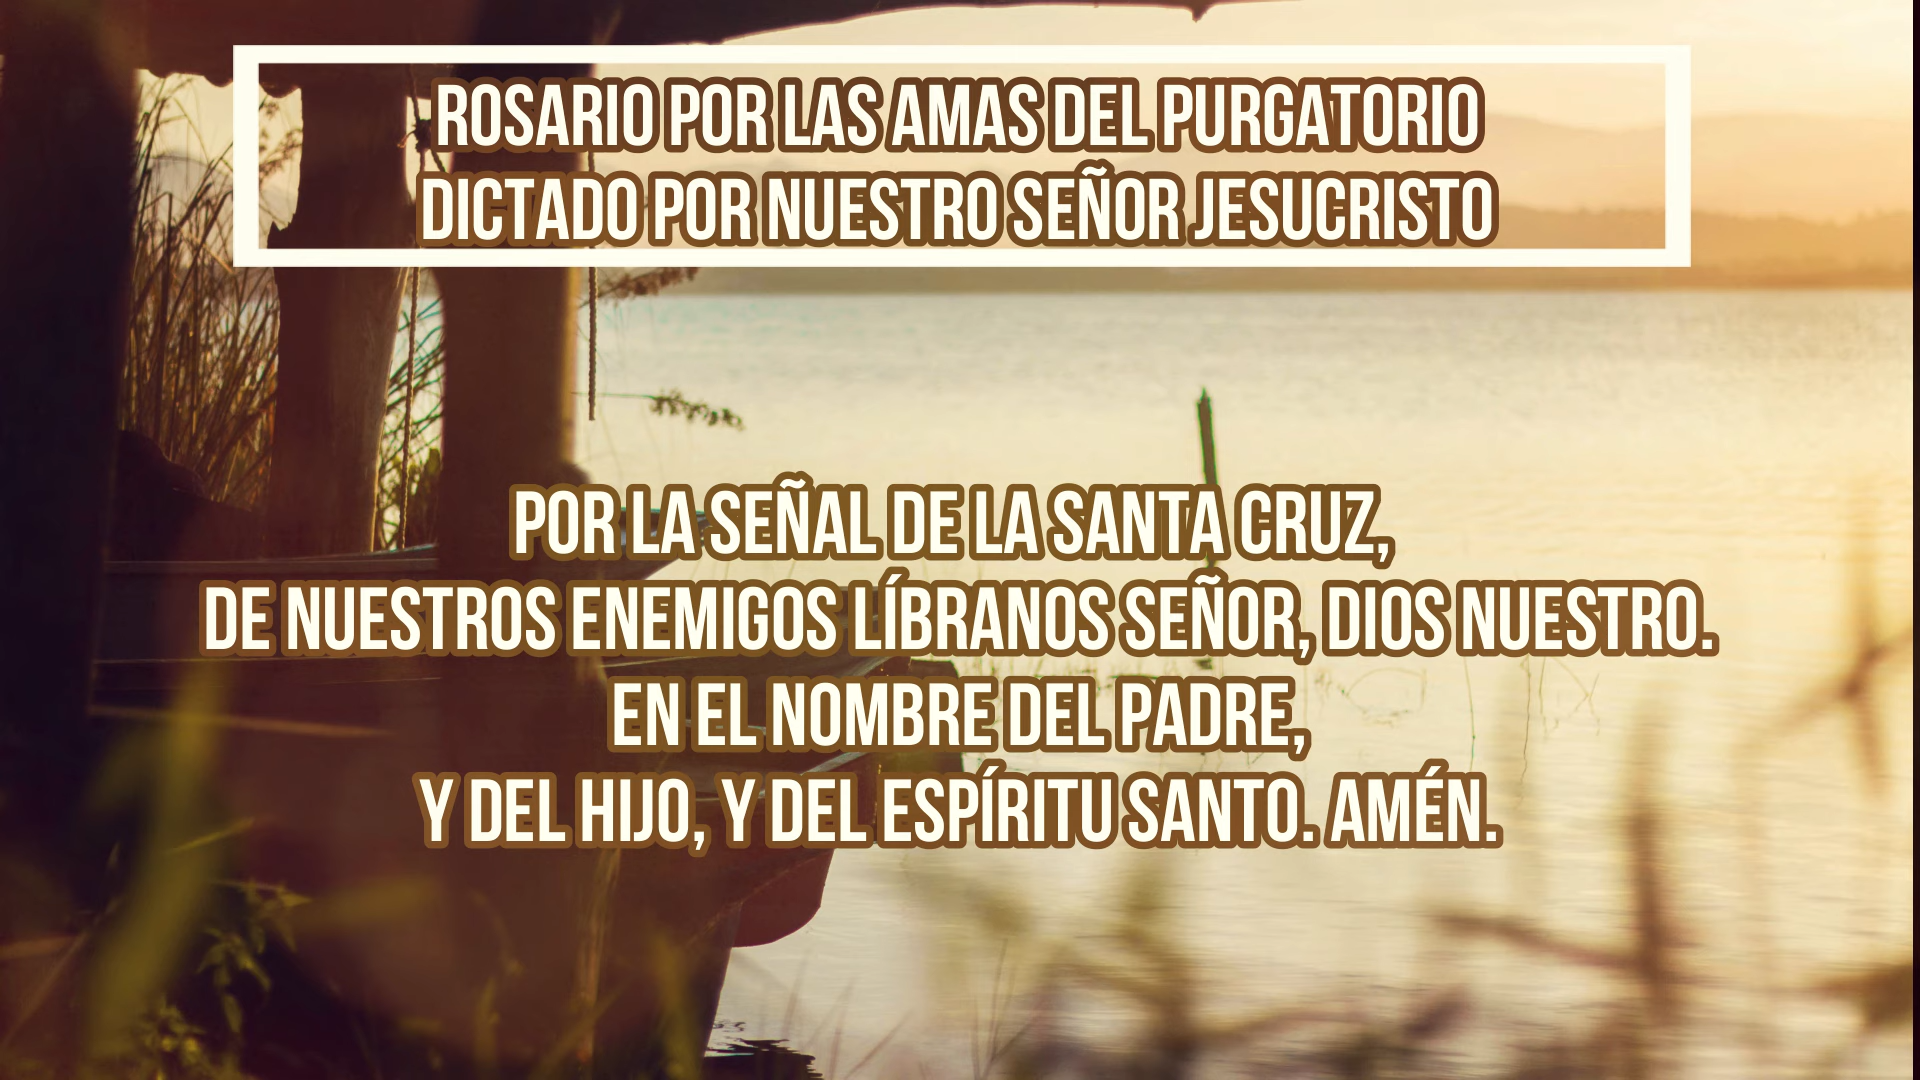 ROSARIO POR LAS AMAS DEL PURGATORIO
DICTADO POR NUESTRO SEÑOR JESUCRISTO
POR LA SEÑAL DE LA SANTA CRUZ,
DE NUESTROS ENEMIGOS LÍBRANOS SEÑOR, DIOS NUESTRO.
EN EL NOMBRE DEL PADRE,
Y DEL HIJO, Y DEL ESPÍRITU SANTO. AMÉN.